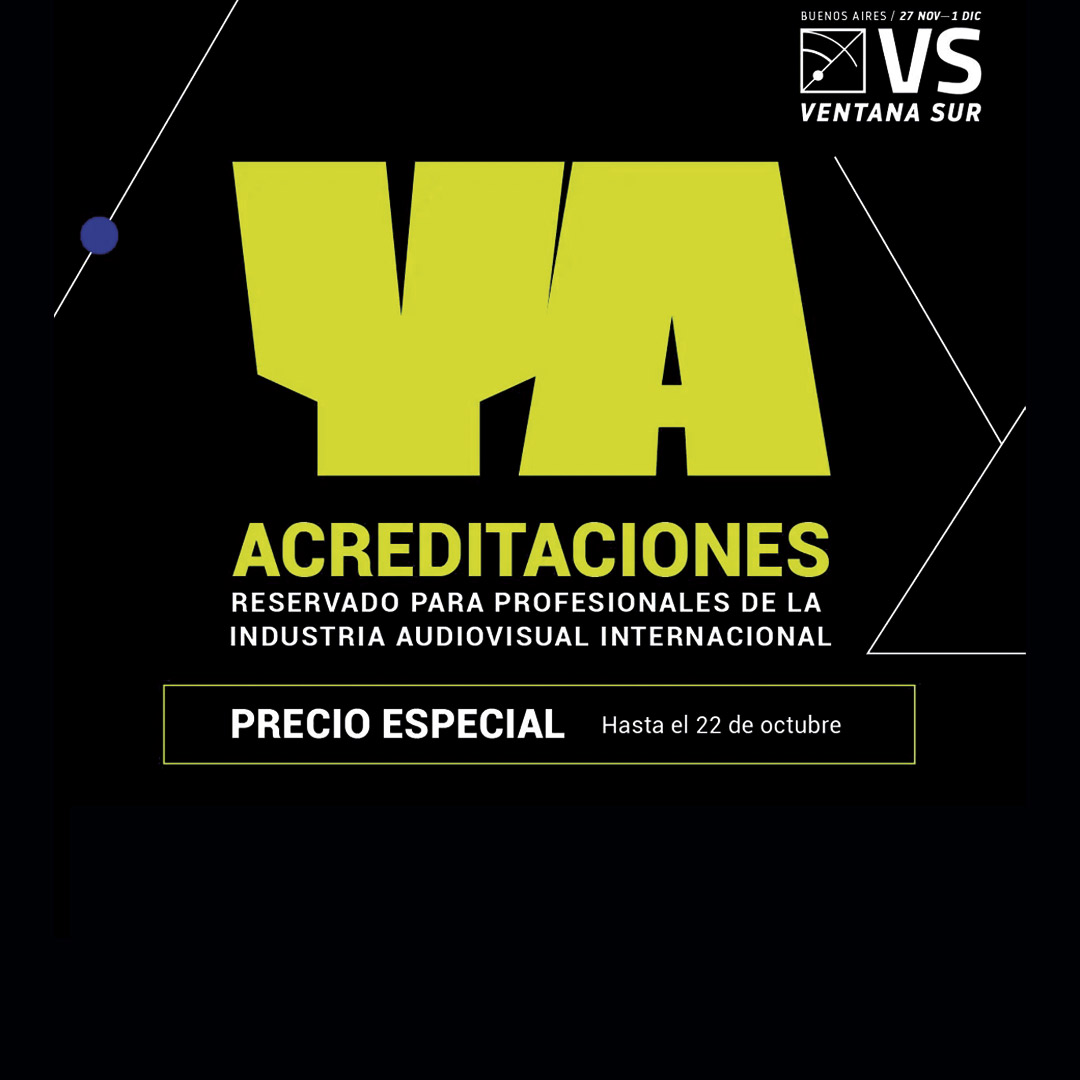 BUENOS AIRES / 27 NOV—1 DIC
VS
VENTANA SUR
YA
ACREDITACIONES
RESERVADO PARA PROFESIONALES DE LA
INDUSTRIA AUDIOVISUAL INTERNACIONAL
PRECIO ESPECIAL Hasta el 22 de octubre